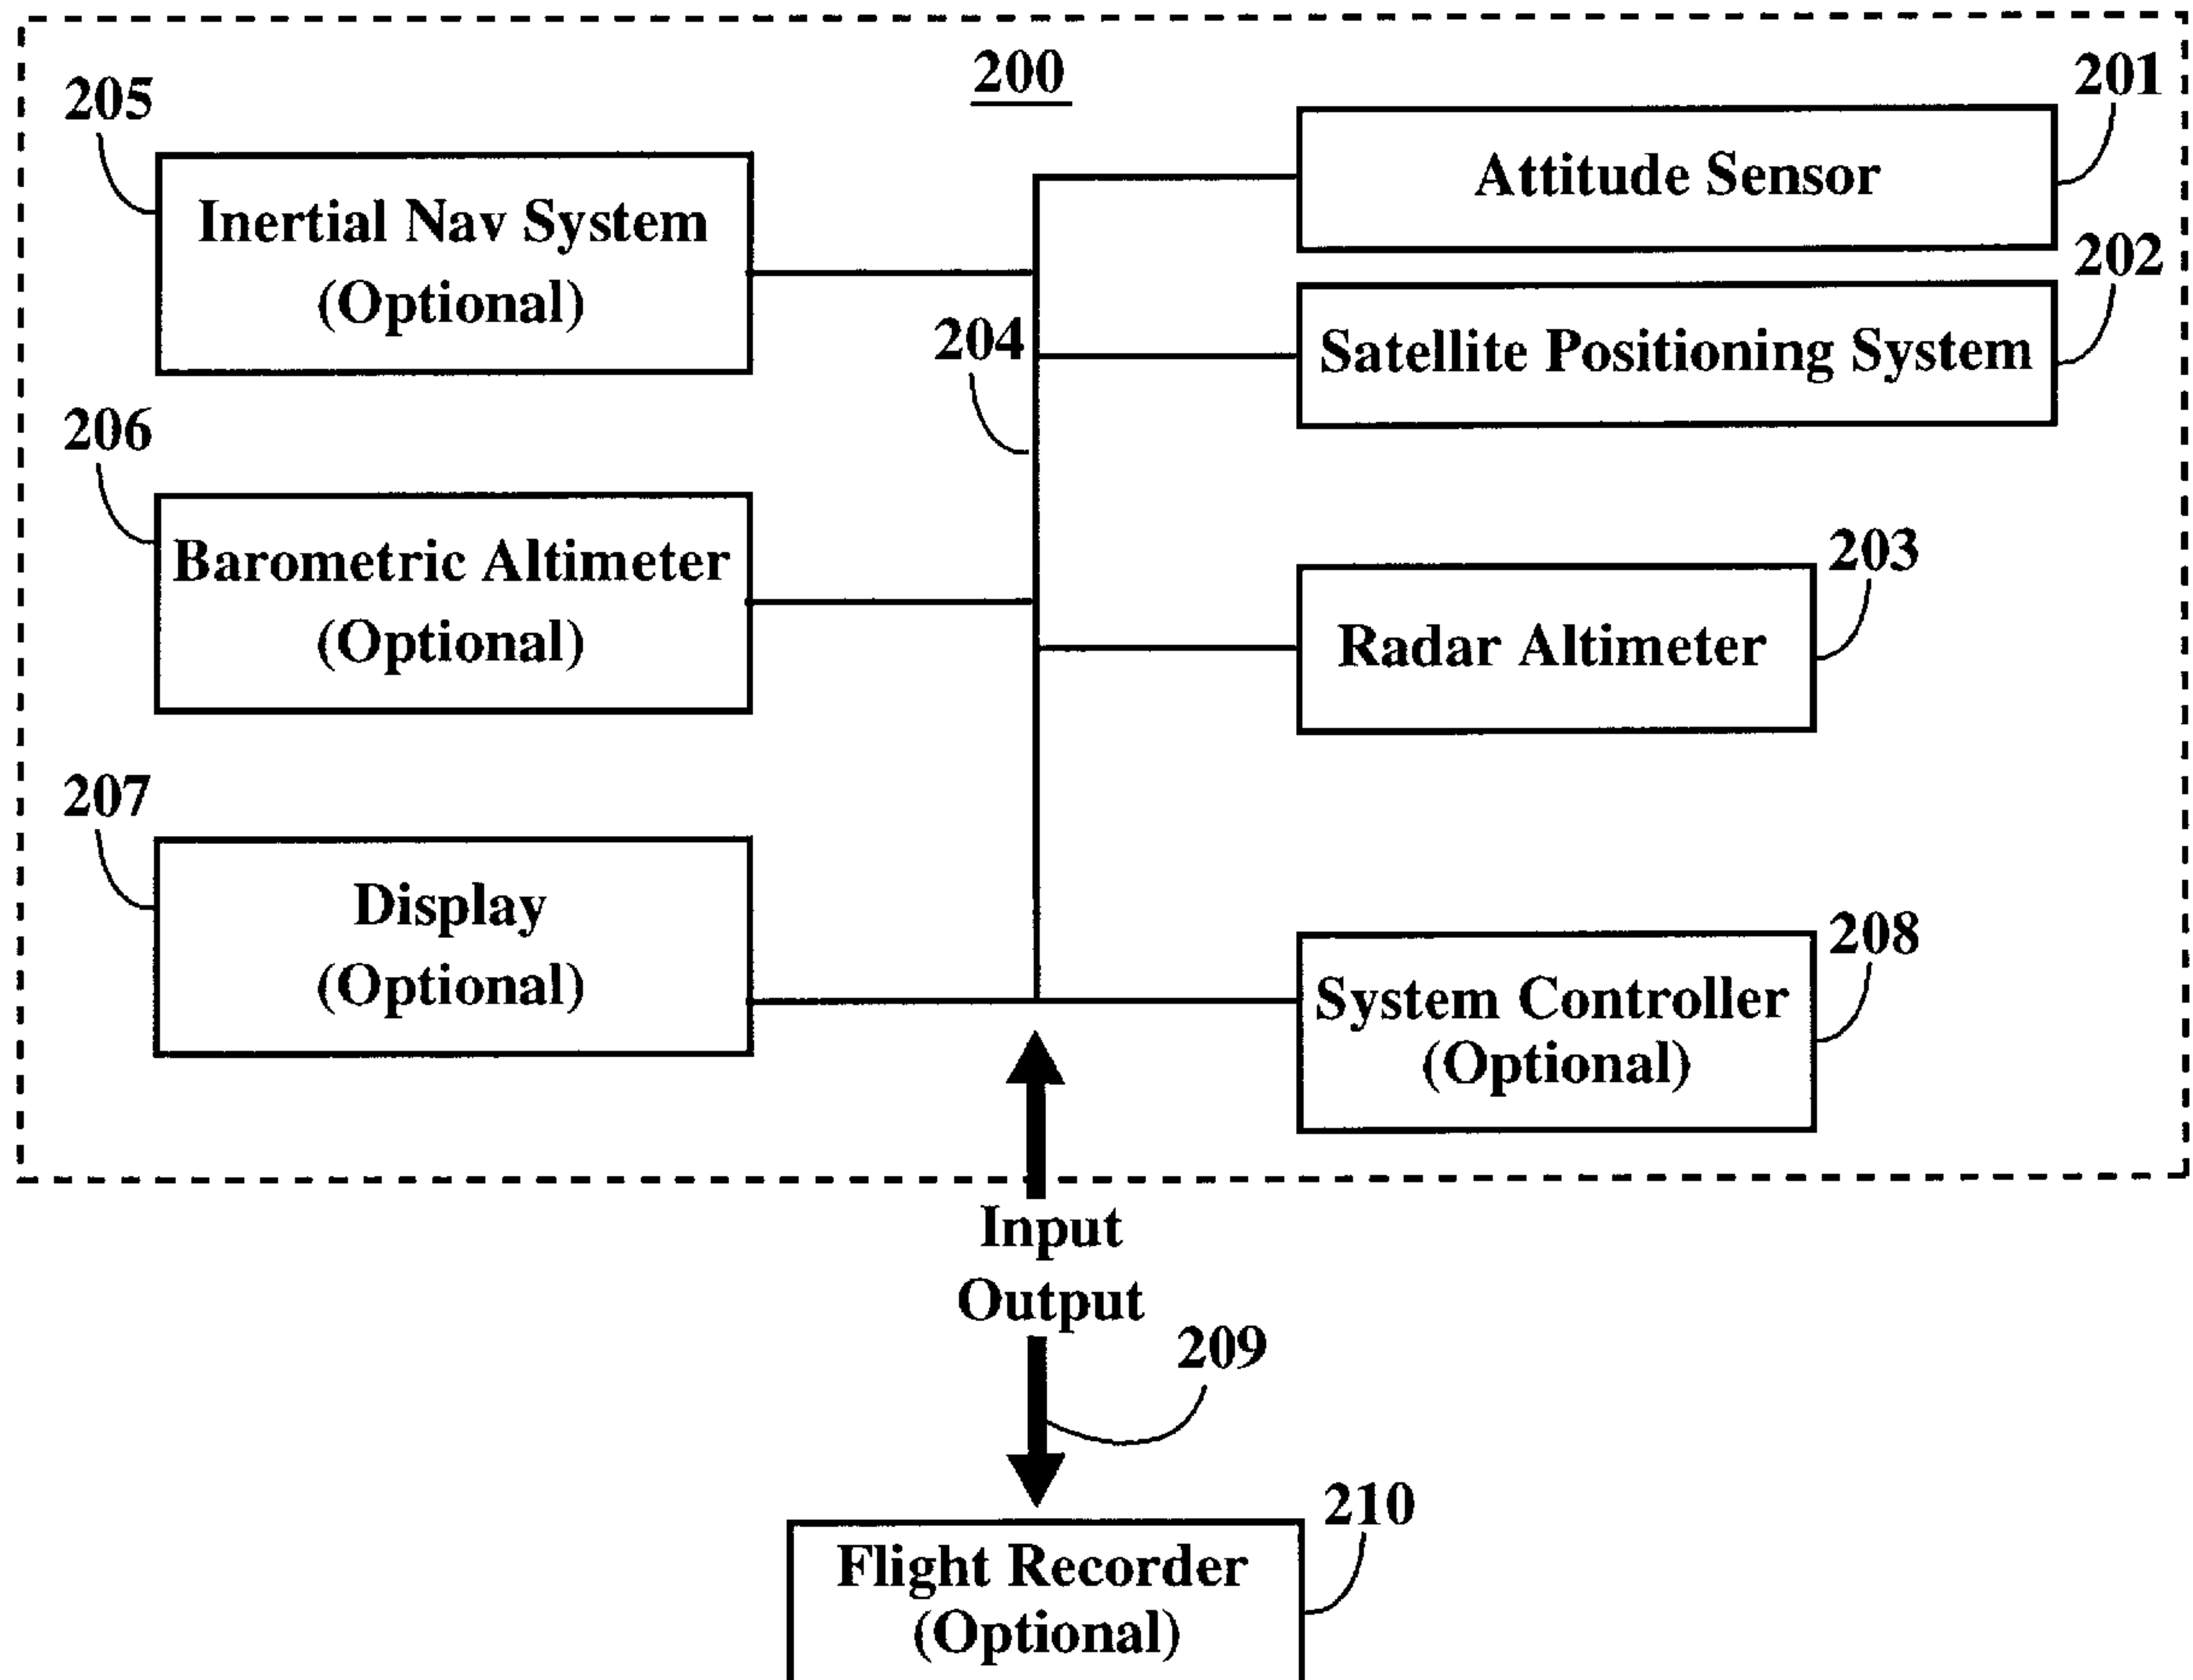 200
201
205
Attitude Sensor
Inertial Nav System
(Optional)
202
204
Satellite Positioning System
206
203
Barometric Altimeter
(Optional)
Radar Altimeter
207
208
Display
(Optional)
System Controller
(Optional)
Input
Output
209
210
Flight Recorder
(Optional)